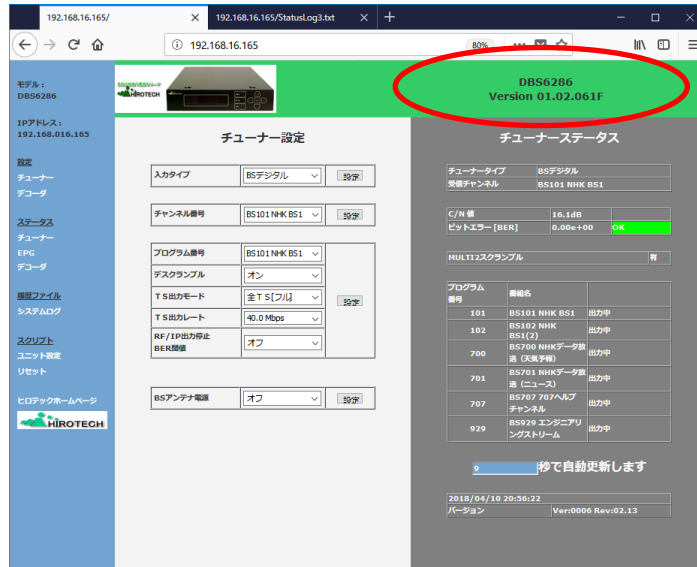 192.168.16.165/
192.168.16.165/StatusLog3.txt
192.168.16.165
80%
モデル：
DBS6286
IPアドレス：
192.168.016.165
設定
チューナー
デコーダ
ステータス
チューナー
EPG
デコーダ
履歴ファイル
システムログ
スクリプト
ユニット設定
リセット
ヒロテックホームページ
HIROTECH
HIROTECH
DBS6286
Version 01.02.061F
チューナー設定
入力タイプ BSデジタル 設定
チャンネル番号 BS101 NHK BS1 設定
プログラム番号 BS101 NHK BS1
デスクランブル オン
ＴＳ出力モード 全ＴＳ[フル] 設定
ＴＳ出力レート 40.0 Mbps
RF/IP出力停止
BER閾値 オフ
BSアンテナ電源 オフ 設定
チューナーステータス
チューナータイプ BSデジタル
受信チャンネル BS101 NHK BS1
C/N 値 16.1dB
ビットエラー [BER] 0.00e+00 OK
MULTI2スクランブル 有
プログラム
番号 番組名
101 BS101 NHK BS1 出力中
102 BS102 NHK
BS1(2) 出力中
700 BS700 NHKデータ放
送（天気予報） 出力中
701 BS701 NHKデータ放
送（ニュース） 出力中
707 BS707 707ヘルプ
チャンネル 出力中
929 BS929 エンジニアリ
ングストリーム 出力中
9 秒で自動更新します
2018/04/10 20:56:22
バージョン Ver:0006 Rev:02.13